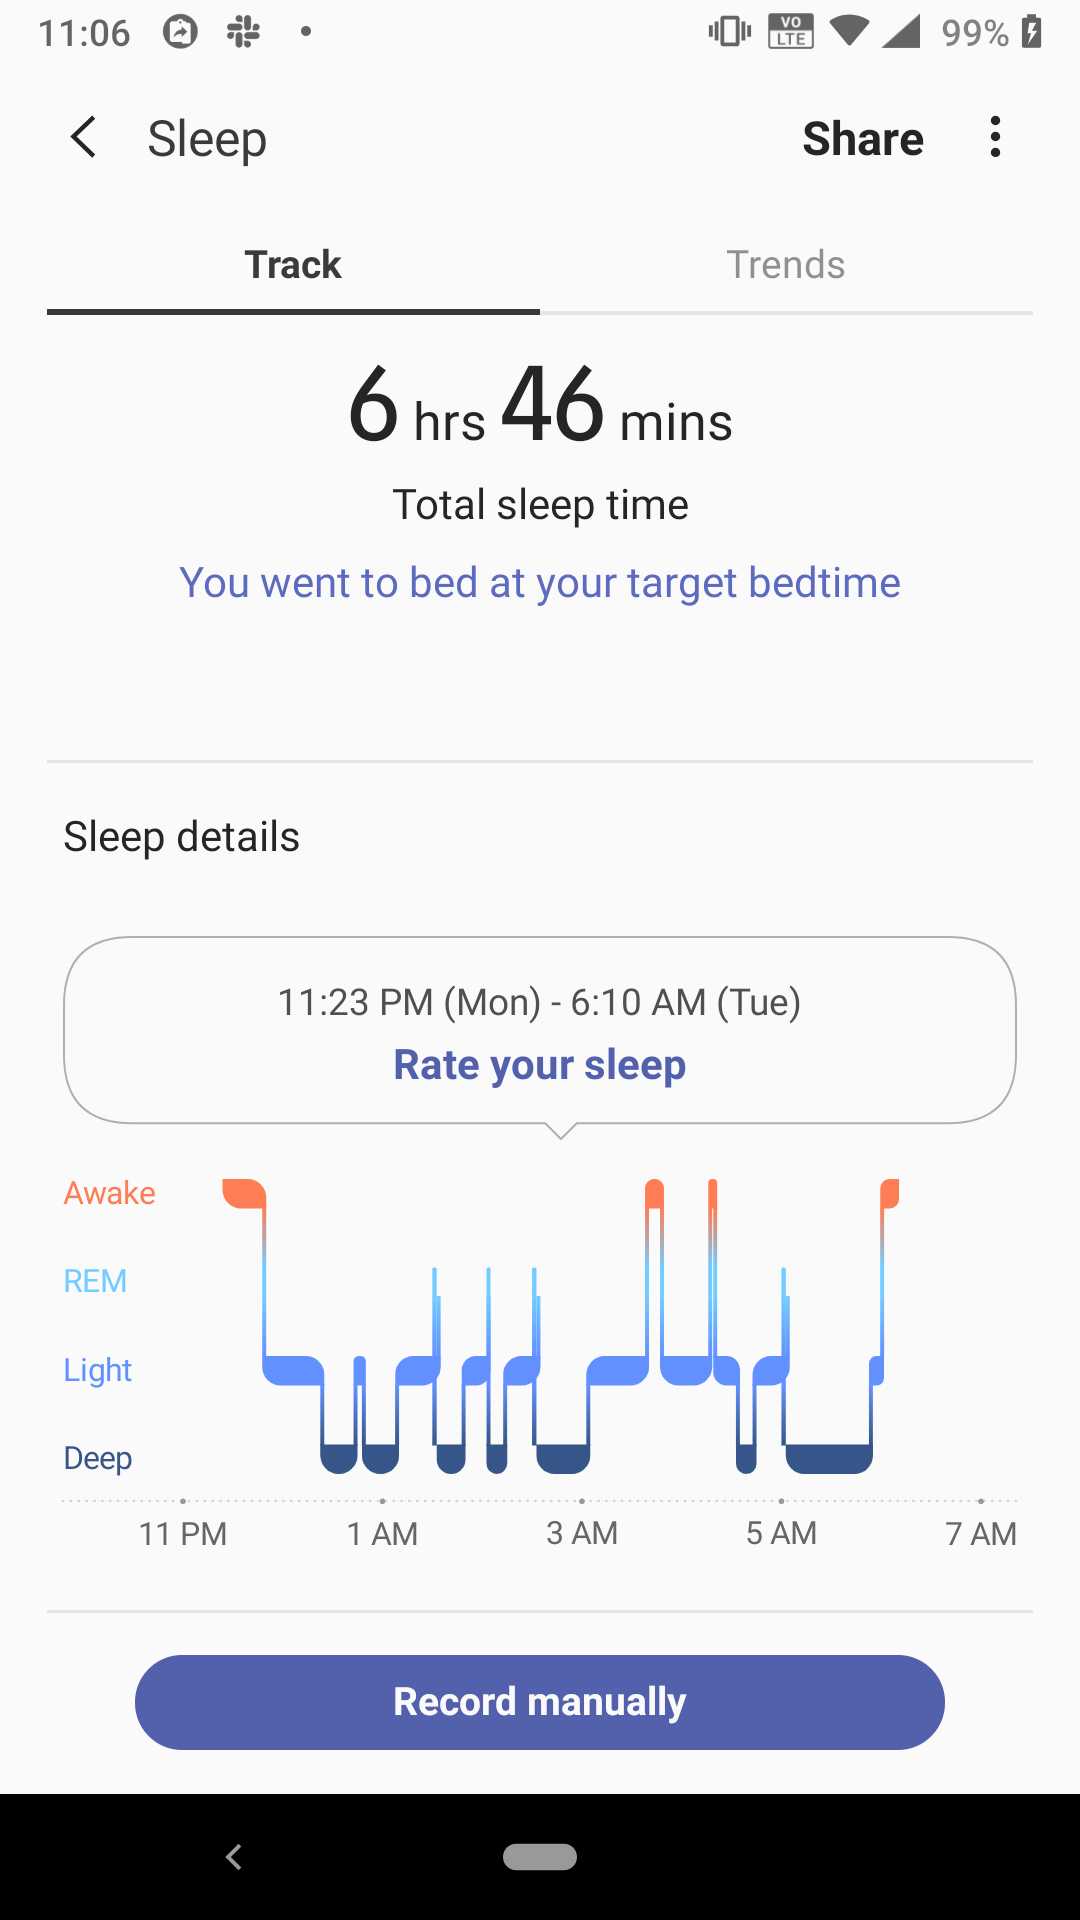 11:06
VO LTE
99%
Sleep
Share
Track
Trends
6 hrs 46 mins
Total sleep time
You went to bed at your target bedtime
Sleep details
11:23 PM (Mon) - 6:10 AM (Tue)
Rate your sleep
Awake
REM
Light
Deep
11 PM 1 AM 3 AM 5 AM 7 AM
Record manually